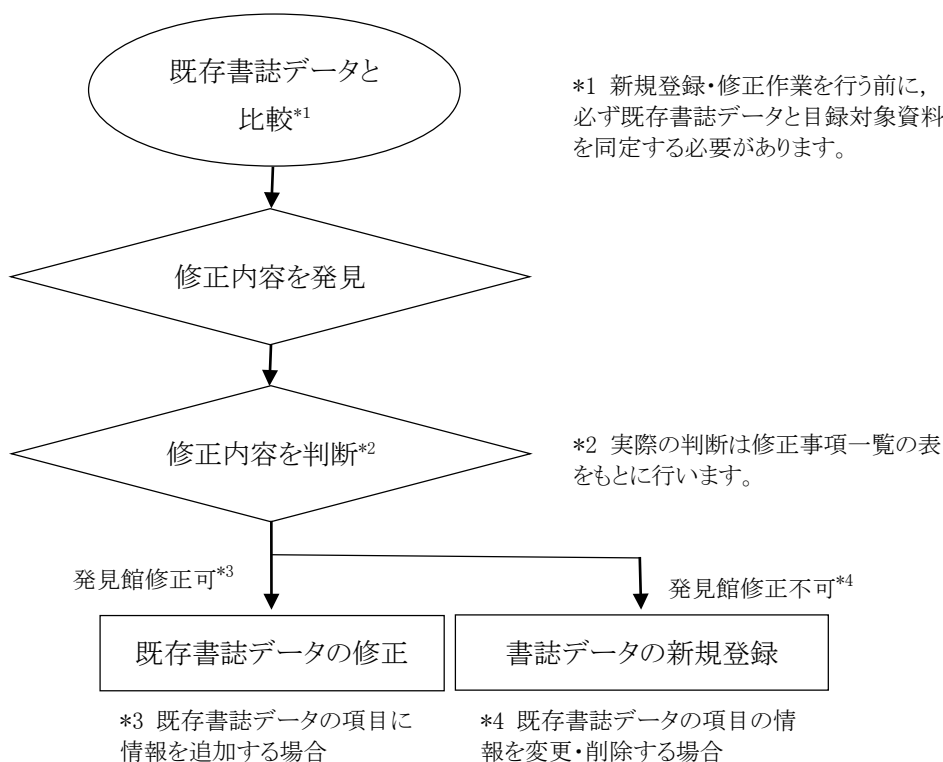 既存書誌データと
比較*1
*1 新規登録・修正作業を行う前に,
必ず既存書誌データと目録対象資料
を同定する必要があります。
修正内容を発見
修正内容を判断*2
*2 実際の判断は修正事項一覧の表
をもとに行います。
発見館修正可*3
発見館修正不可*4
既存書誌データの修正
書誌データの新規登録
*3 既存書誌データの項目に
情報を追加する場合
*4 既存書誌データの項目の情
報を変更・削除する場合